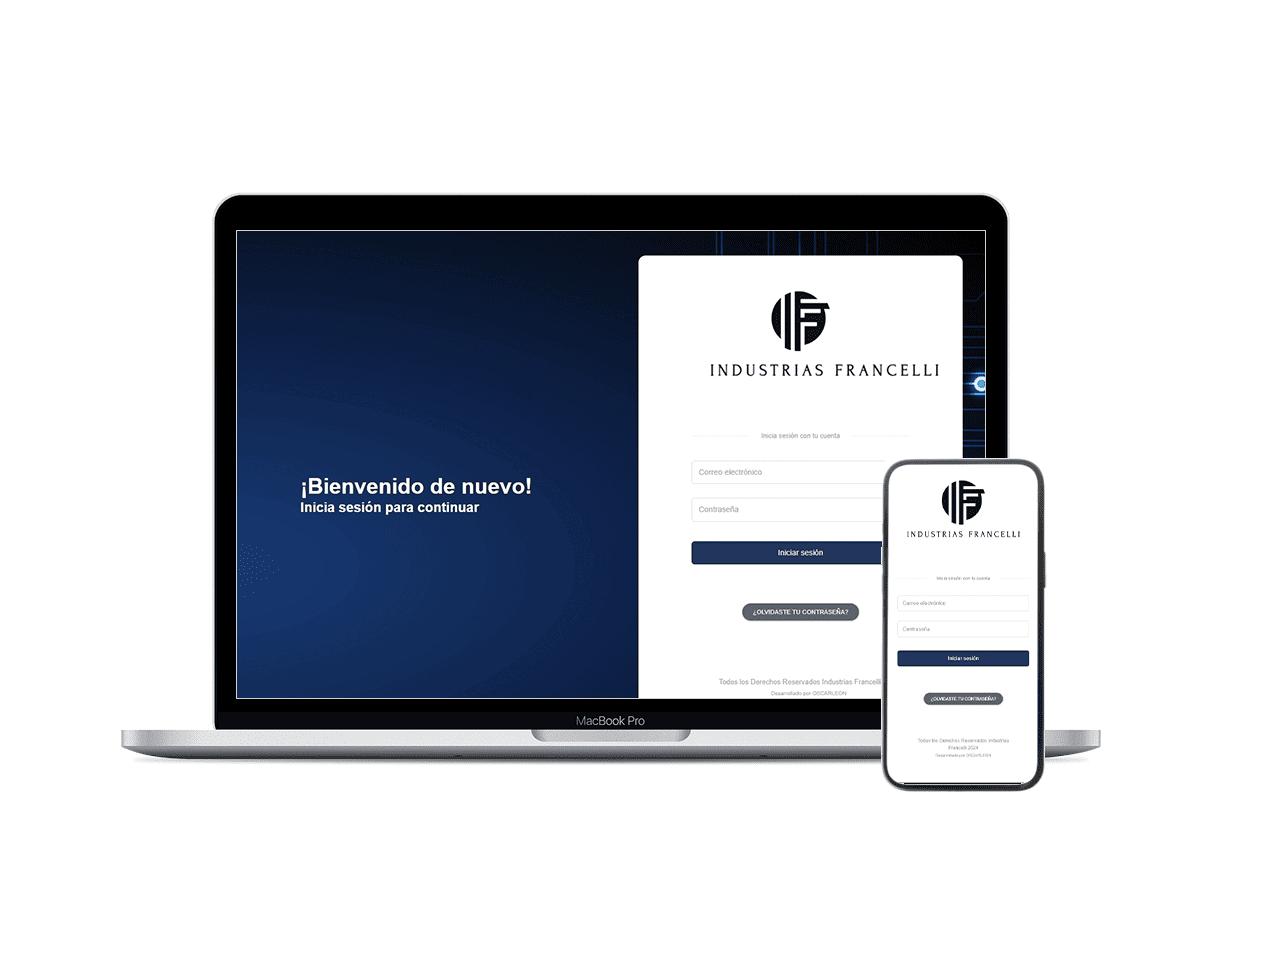 ¡Bienvenido de nuevo!
Inicia sesión para continuar
INDUSTRIAS FRANCELLI
Inicia sesión con tu cuenta
Correo electrónico
Contraseña
Iniciar sesión
¿OLVIDASTE TU CONTRASEÑA?
Todos los Derechos Reservados Industrias Francelli
Desarrollado por OSCARLEON
MacBook Pro
INDUSTRIAS FRANCELLI
Inicia sesión con tu cuenta
Correo electrónico
Contraseña
Iniciar sesión
¿OLVIDASTE TU CONTRASEÑA?
Todos los Derechos Reservados Industrias
Francelli 2024
Desarrollado por OSCARLEON